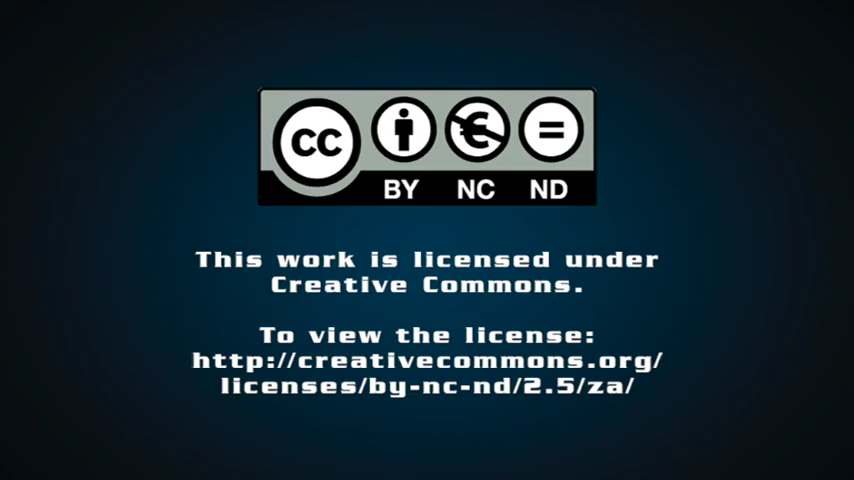 CC
BY NC ND
This work is licensed under
Creative Commons.
To view the license:
http://creativecommons.org/
licenses/by-nc-nd/2.5/za/